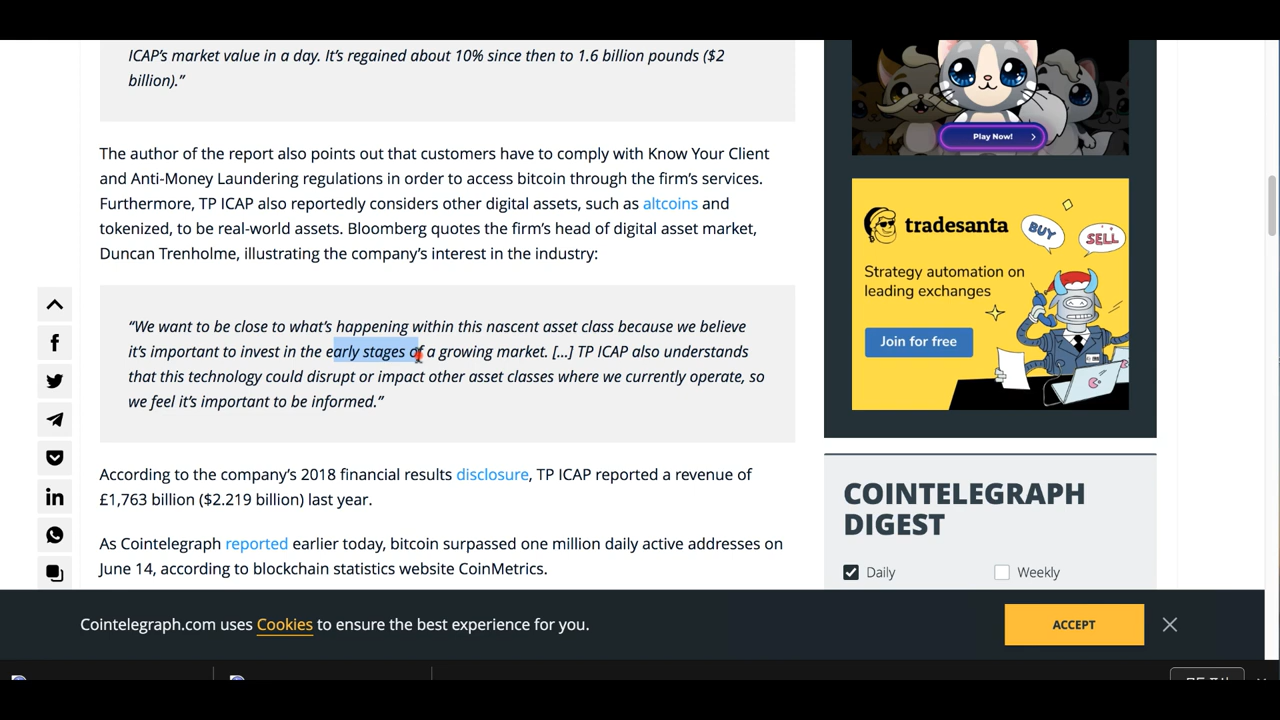 ICAP’s market value in a day. It’s regained about 10% since then to 1.6 billion pounds ($2
billion).”
The author of the report also points out that customers have to comply with Know Your Client
and Anti-Money Laundering regulations in order to access bitcoin through the firm’s services.
Furthermore, TP ICAP also reportedly considers other digital assets, such as altcoins and
tokenized, to be real-world assets. Bloomberg quotes the firm’s head of digital asset market,
Duncan Trenholme, illustrating the company’s interest in the industry:
“We want to be close to what’s happening within this nascent asset class because we believe
it’s important to invest in the early stages of a growing market. [...] TP ICAP also understands
that this technology could disrupt or impact other asset classes where we currently operate, so
we feel it’s important to be informed.”
According to the company’s 2018 financial results disclosure, TP ICAP reported a revenue of
£1,763 billion ($2.219 billion) last year.
As Cointelegraph reported earlier today, bitcoin surpassed one million daily active addresses on
June 14, according to blockchain statistics website CoinMetrics.
Play Now!
tradesanta
BUY
SELL
Strategy automation on
leading exchanges
Join for free
COINTELEGRAPH
DIGEST
Daily
Weekly
Cointelegraph.com uses Cookies to ensure the best experience for you.
ACCEPT